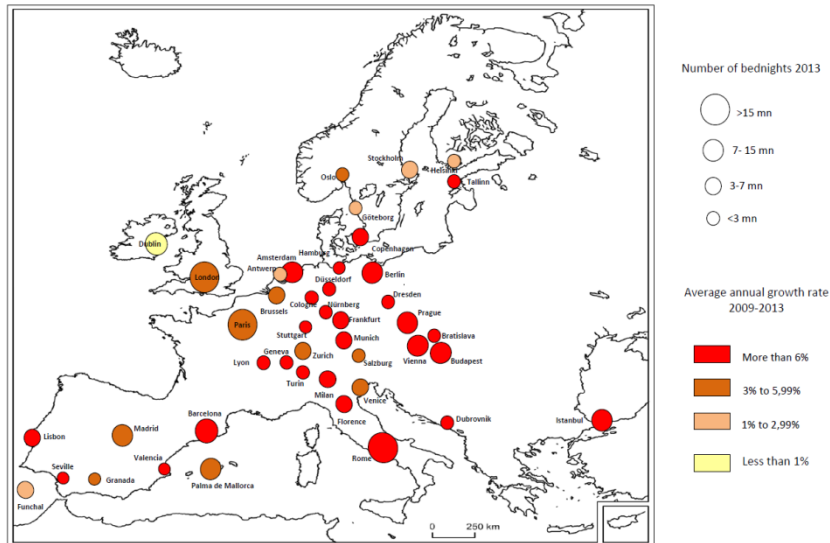 Number of bednights 2013
>15 mn
7- 15 mn
3-7 mn
<3 mn
Average annual growth rate
2009-2013
More than 6%
3% to 5,99%
1% to 2,99%
Less than 1%
Stockholm
Helsinki
Oslo
Tallinn
Göteborg
Dublin
Copenhagen
Hamburg
Amsterdam
Antwerp
Berlin
London
Düsseldorf
Dresden
Brussels
Cologne
Nürnberg
Prague
Paris
Frankfurt
Stuttgart
Munich
Bratislava
Vienna
Budapest
Geneva
Zurich
Salzburg
Lyon
Turin
Milan
Venice
Florence
Dubrovnik
Istanbul
Barcelona
Madrid
Lisbon
Rome
Valencia
Seville
Granada
Palma de Mallorca
Funchal
0
250 km